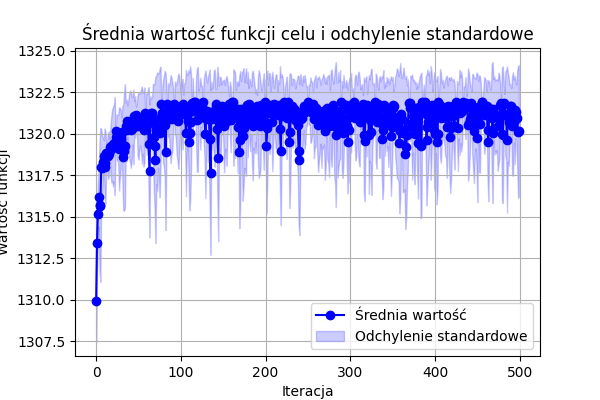 Średnia wartość funkcji celu i odchylenie standardowe
1325.0
1322.5
1320.0
1317.5
1315.0
1312.5
1310.0
1307.5
Wartość funkcji
0
100
200
300
400
500
Iteracja
Średnia wartość
Odchylenie standardowe